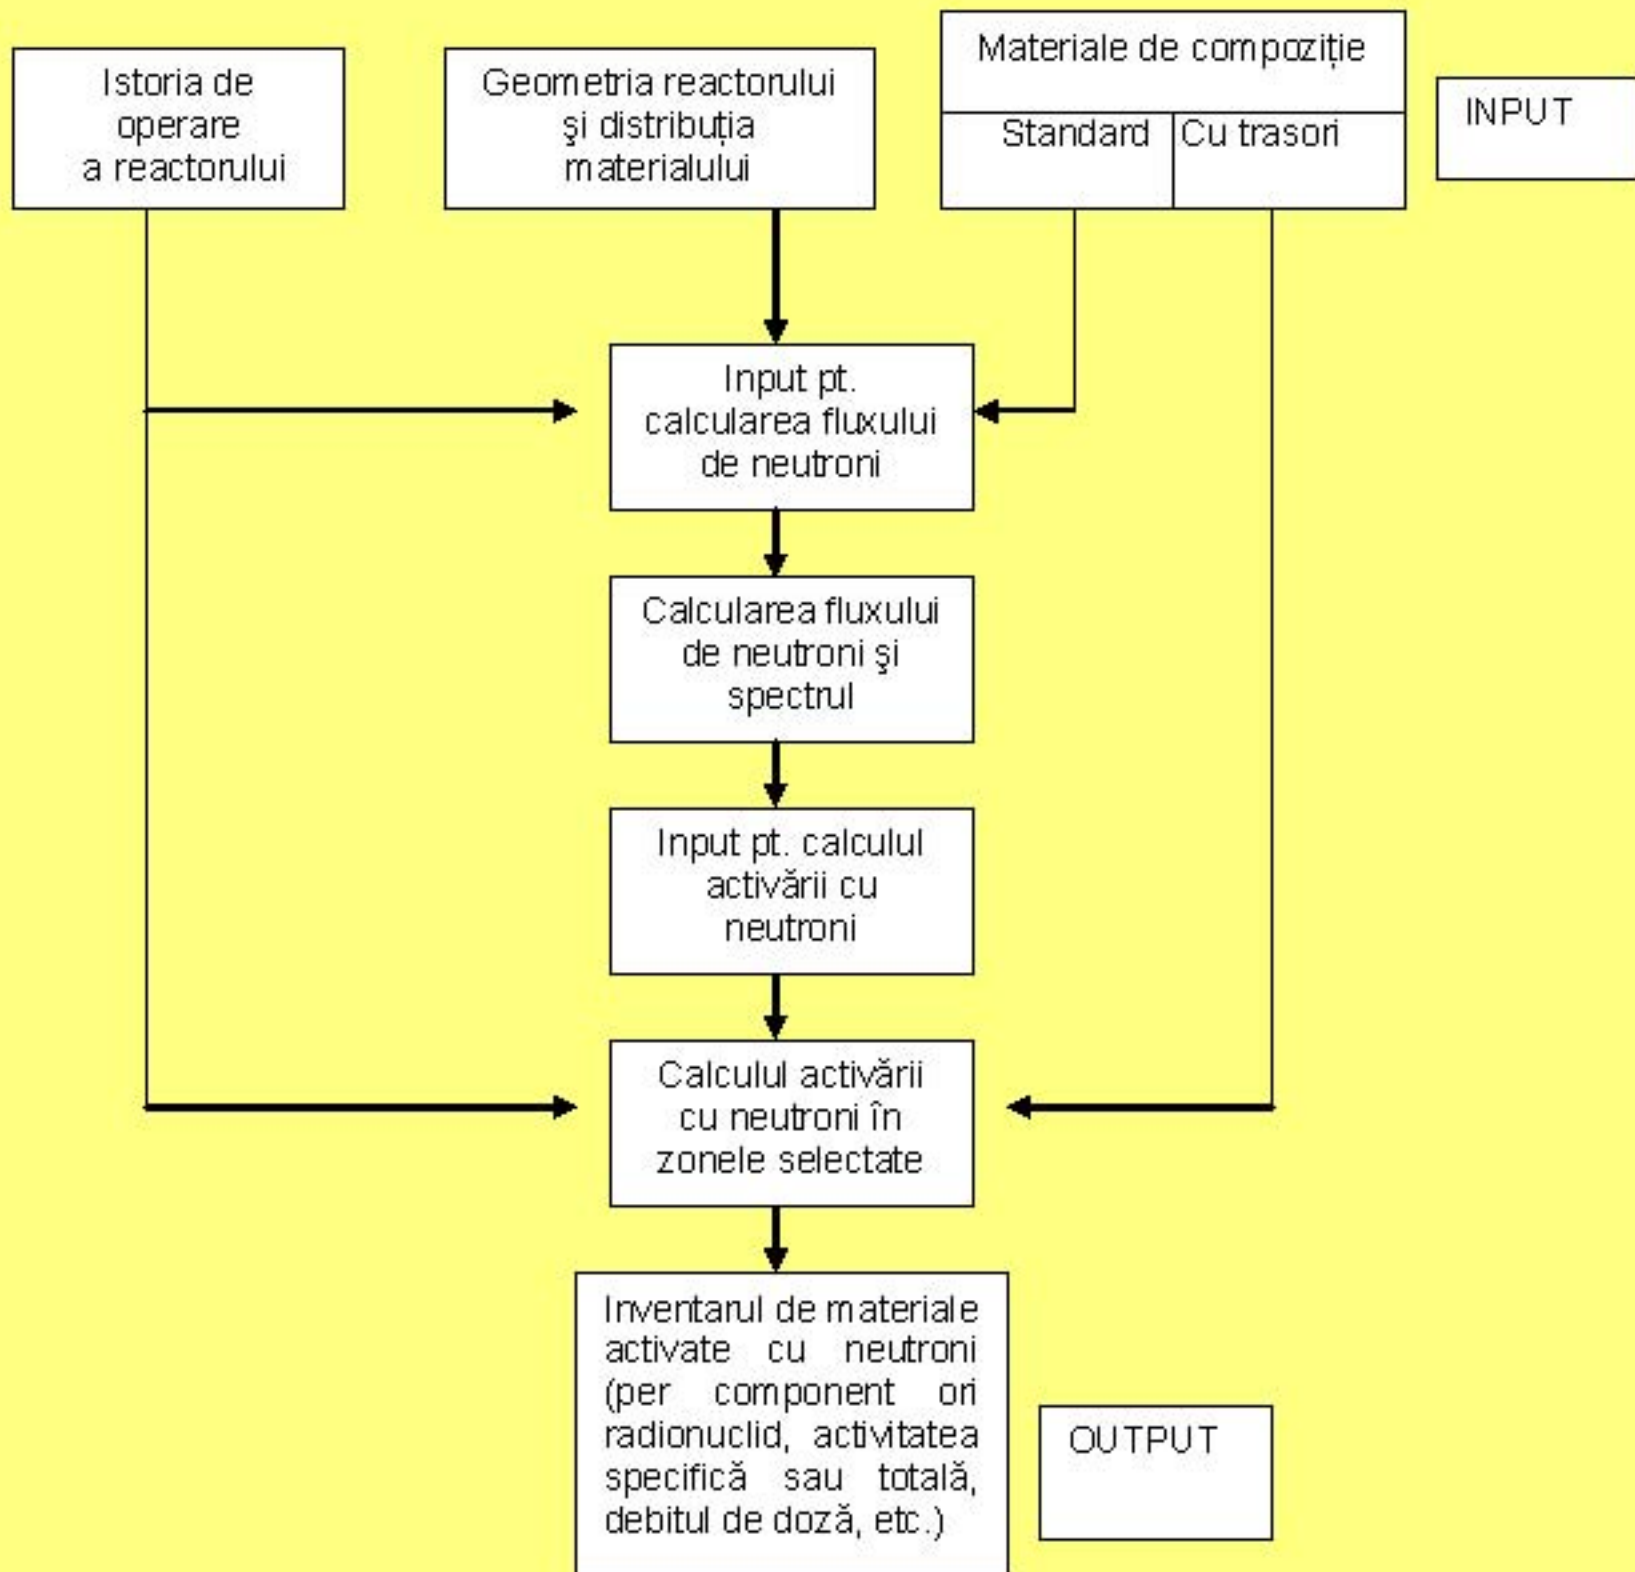 Istoria de
operare
a reactorului
Geometria reactorului
şi distribuţia
materialului
Materiale de compoziţie
Standard
Cu trasori
INPUT
Input pt.
calcularea fluxului
de neutroni
Calcularea fluxului
de neutroni şi
spectrul
Input pt. calculul
activării cu
neutroni
Calculul activării
cu neutroni în
zonele selectate
Inventarul de materiale
activate cu neutroni
(per component ori
radionuclid, activitatea
specifică sau totală,
debitul de doză, etc.)
OUTPUT